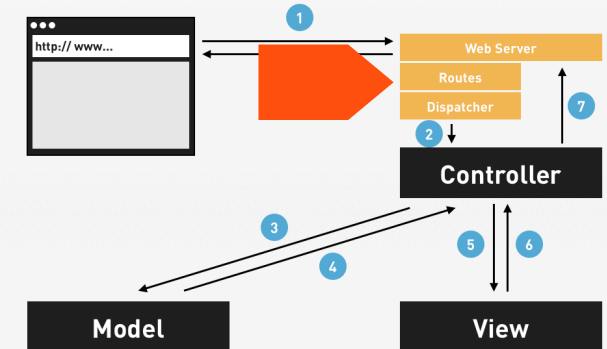 1
http:// www...
Web Server
Routes
7
Dispatcher
2
Controller
3
5
6
4
Model
View